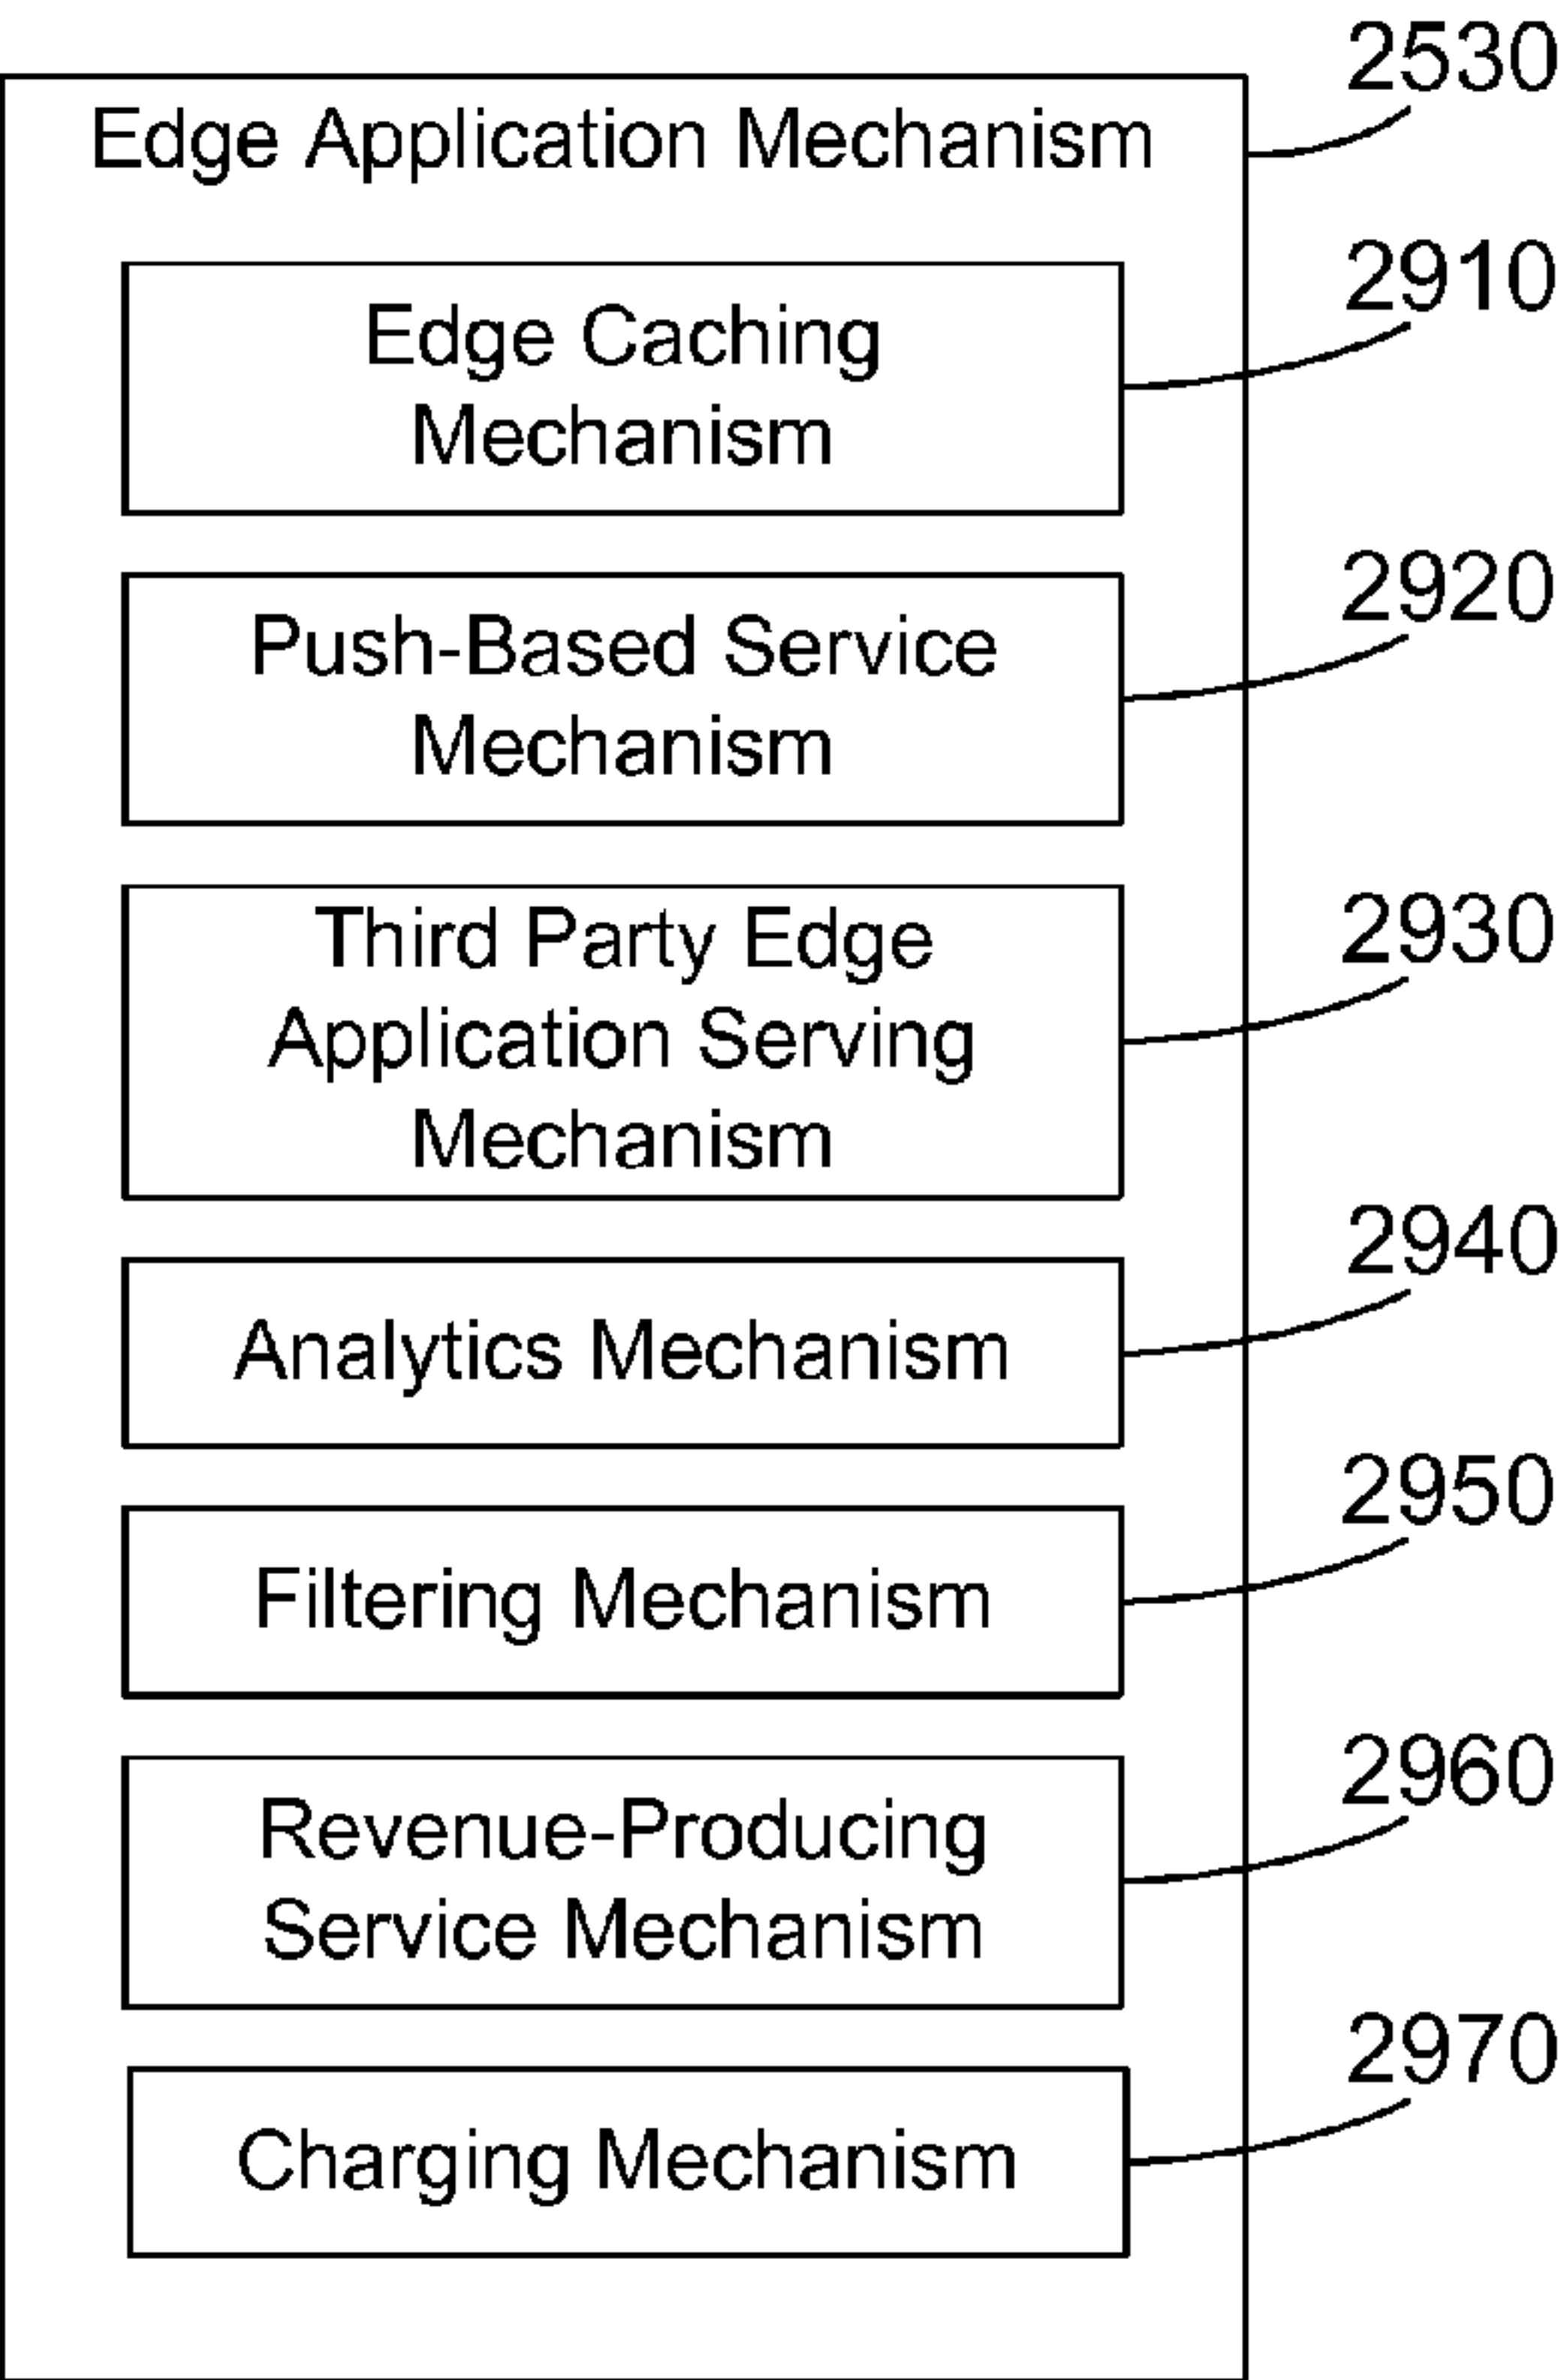 2530
Edge Application Mechanism
2910
Edge Caching
Mechanism
2920
Push-Based Service
Mechanism
2930
Third Party Edge
Application Serving
Mechanism
2940
Analytics Mechanism
2950
Filtering Mechanism
2960
Revenue-Producing
Service Mechanism
2970
Charging Mechanism